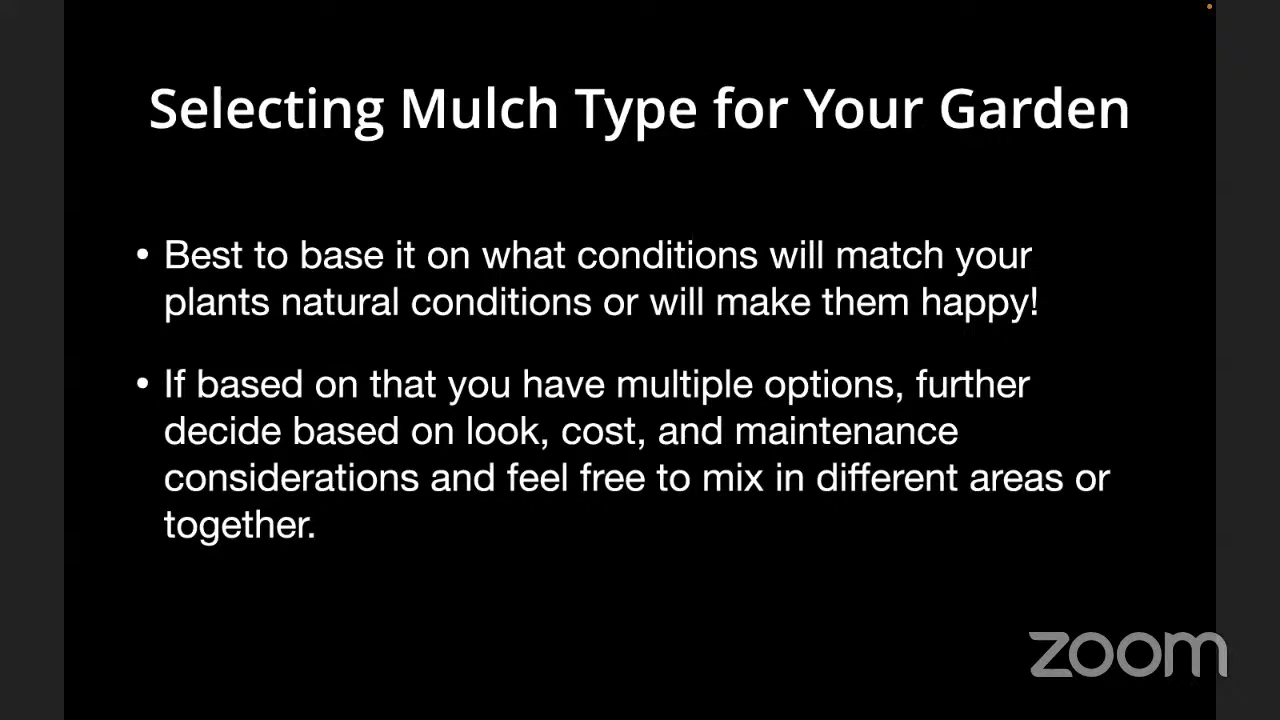 Selecting Mulch Type for Your Garden
• Best to base it on what conditions will match your
plants natural conditions or will make them happy!
• If based on that you have multiple options, further
decide based on look, cost, and maintenance
considerations and feel free to mix in different areas or
together.
zoom